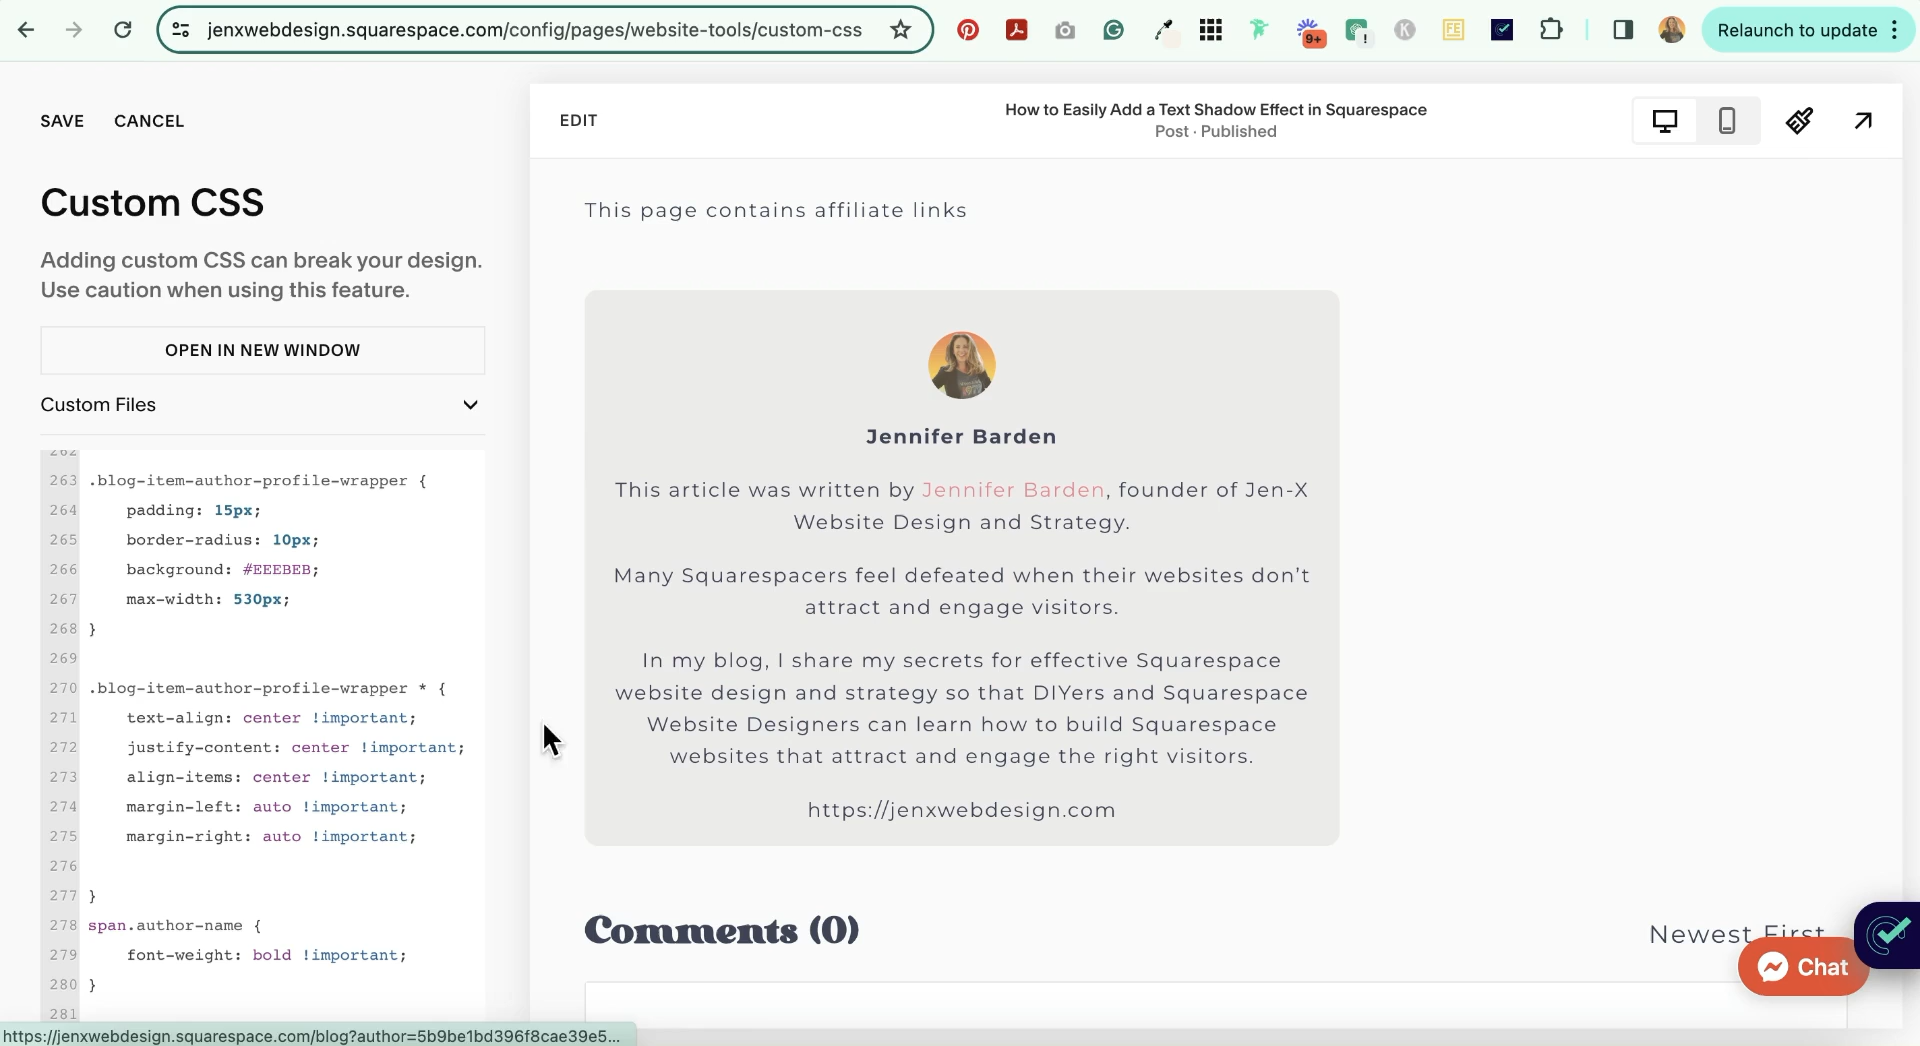 jenxwebdesign.squarespace.com/config/pages/website-tools/custom-css
9+
!
K
FE
Relaunch to update
SAVE
CANCEL
EDIT
How to Easily Add a Text Shadow Effect in Squarespace
Post · Published
Custom CSS
Adding custom CSS can break your design.
Use caution when using this feature.
OPEN IN NEW WINDOW
Custom Files
262
263 .blog-item-author-profile-wrapper {
264 padding: 15px;
265 border-radius: 10px;
266 background: #EEEBEB;
267 max-width: 530px;
268 }
269
270 .blog-item-author-profile-wrapper * {
271 text-align: center !important;
272 justify-content: center !important;
273 align-items: center !important;
274 margin-left: auto !important;
275 margin-right: auto !important;
276
277 }
278 span.author-name {
279 font-weight: bold !important;
280 }
281
This page contains affiliate links
Jennifer Barden
This article was written by Jennifer Barden, founder of Jen-X
Website Design and Strategy.
Many Squarespacers feel defeated when their websites don’t
attract and engage visitors.
In my blog, I share my secrets for effective Squarespace
website design and strategy so that DIYers and Squarespace
Website Designers can learn how to build Squarespace
websites that attract and engage the right visitors.
https://jenxwebdesign.com
Comments (0)
Newest First
Chat
https://jenxwebdesign.squarespace.com/blog?author=5b9be1bd396f8cae39e5...